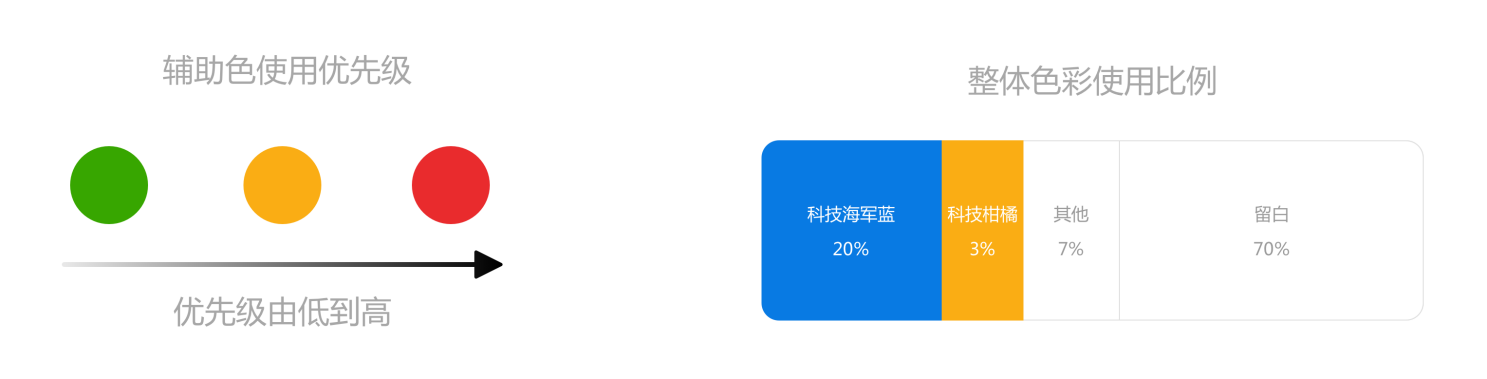 辅助色使用优先级
优先级由低到高
整体色彩使用比例
科技海军蓝
20%
科技柑橘
3%
其他
7%
留白
70%